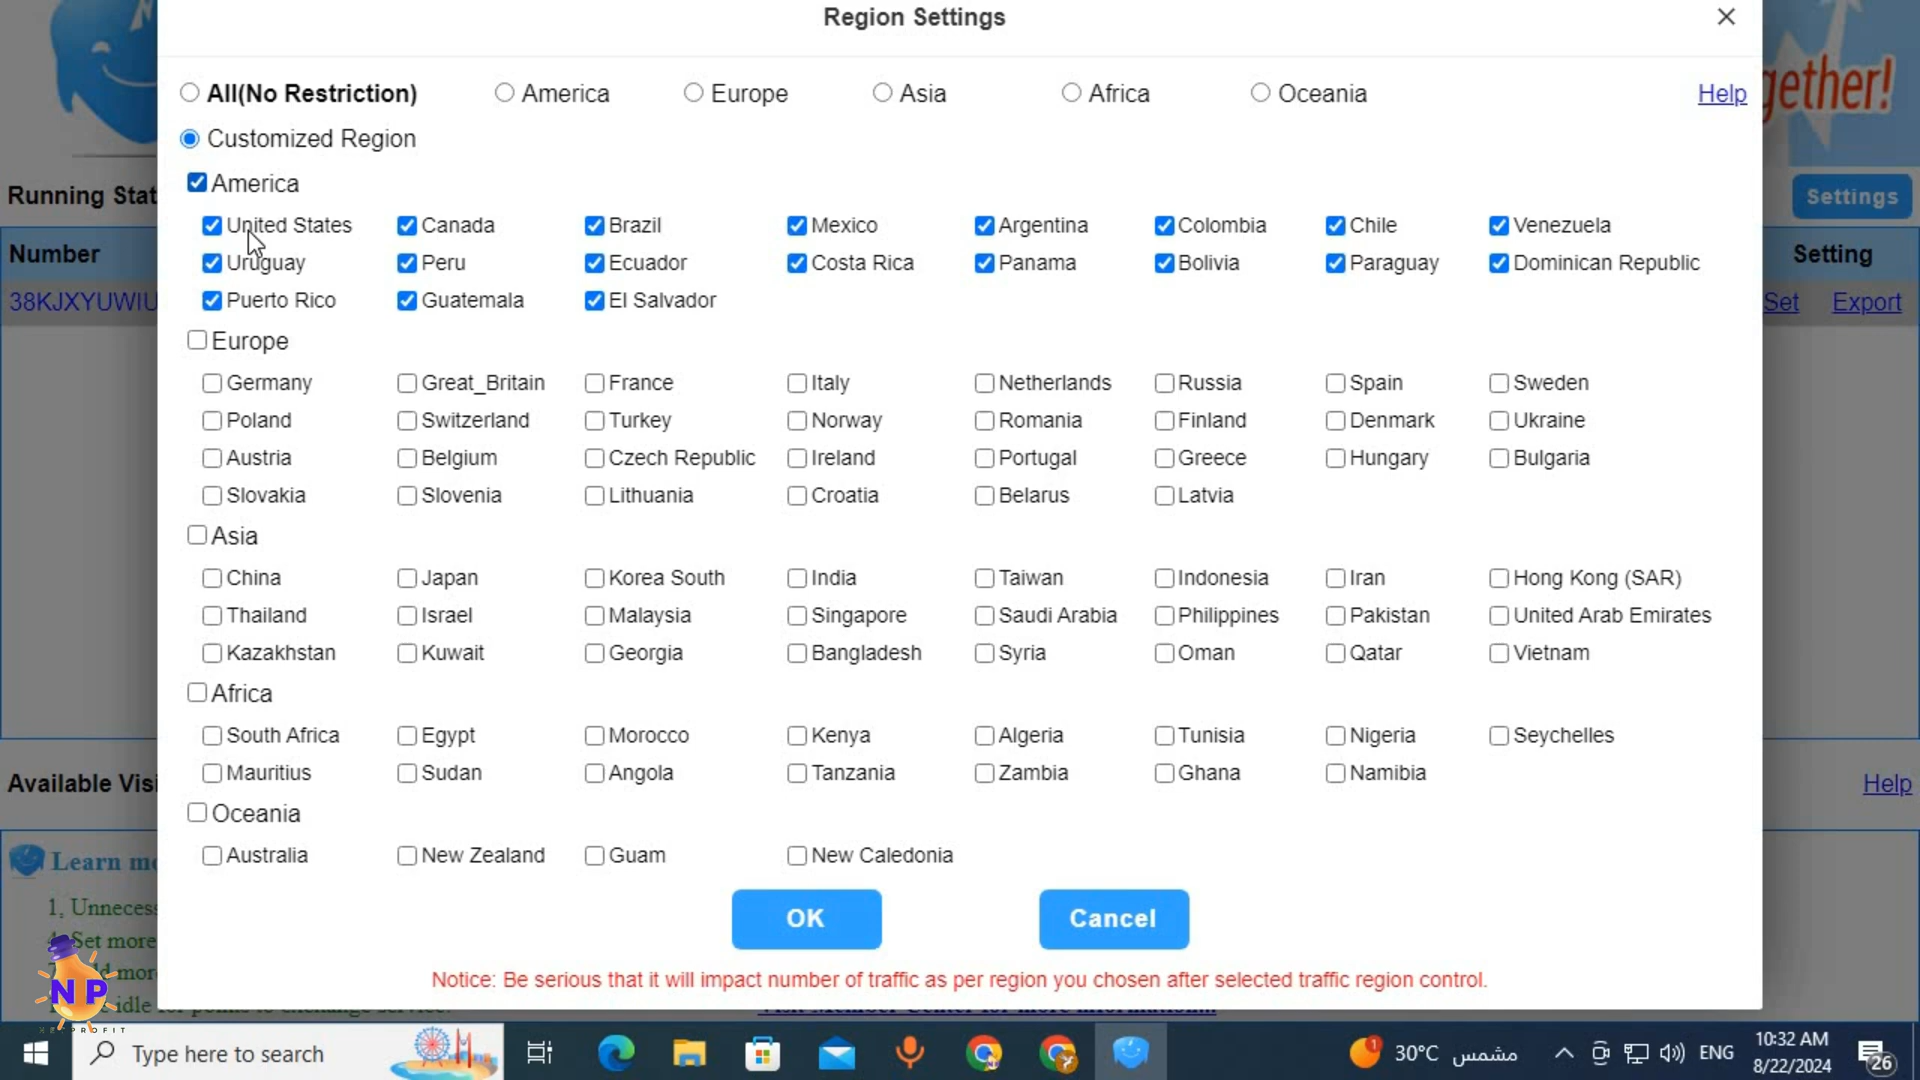 Region Settings
All(No Restriction) America Europe Asia Africa Oceania Help
gether!
Customized Region
America
Running Stat
Settings
United States Canada Brazil Mexico Argentina Colombia Chile Venezuela
Number
Setting
Uruguay Peru Ecuador Costa Rica Panama Bolivia Paraguay Dominican Republic
38KJXYUWIU
Puerto Rico Guatemala El Salvador
Set Export
Europe
Germany Great_Britain France Italy Netherlands Russia Spain Sweden
Poland Switzerland Turkey Norway Romania Finland Denmark Ukraine
Austria Belgium Czech Republic Ireland Portugal Greece Hungary Bulgaria
Slovakia Slovenia Lithuania Croatia Belarus Latvia
Asia
China Japan Korea South India Taiwan Indonesia Iran Hong Kong (SAR)
Thailand Israel Malaysia Singapore Saudi Arabia Philippines Pakistan United Arab Emirates
Kazakhstan Kuwait Georgia Bangladesh Syria Oman Qatar Vietnam
Africa
South Africa Egypt Morocco Kenya Algeria Tunisia Nigeria Seychelles
Mauritius Sudan Angola Tanzania Zambia Ghana Namibia
Available Visi
Help
Oceania
Australia New Zealand Guam New Caledonia
Learn mo
1, Unnecess
OK Cancel
Set more
NP
Notice: Be serious that it will impact number of traffic as per region you chosen after selected traffic region control.
Visit Member Center for more information...
Type here to search
30°C مشمس
ENG
10:32 AM
8/22/2024
26